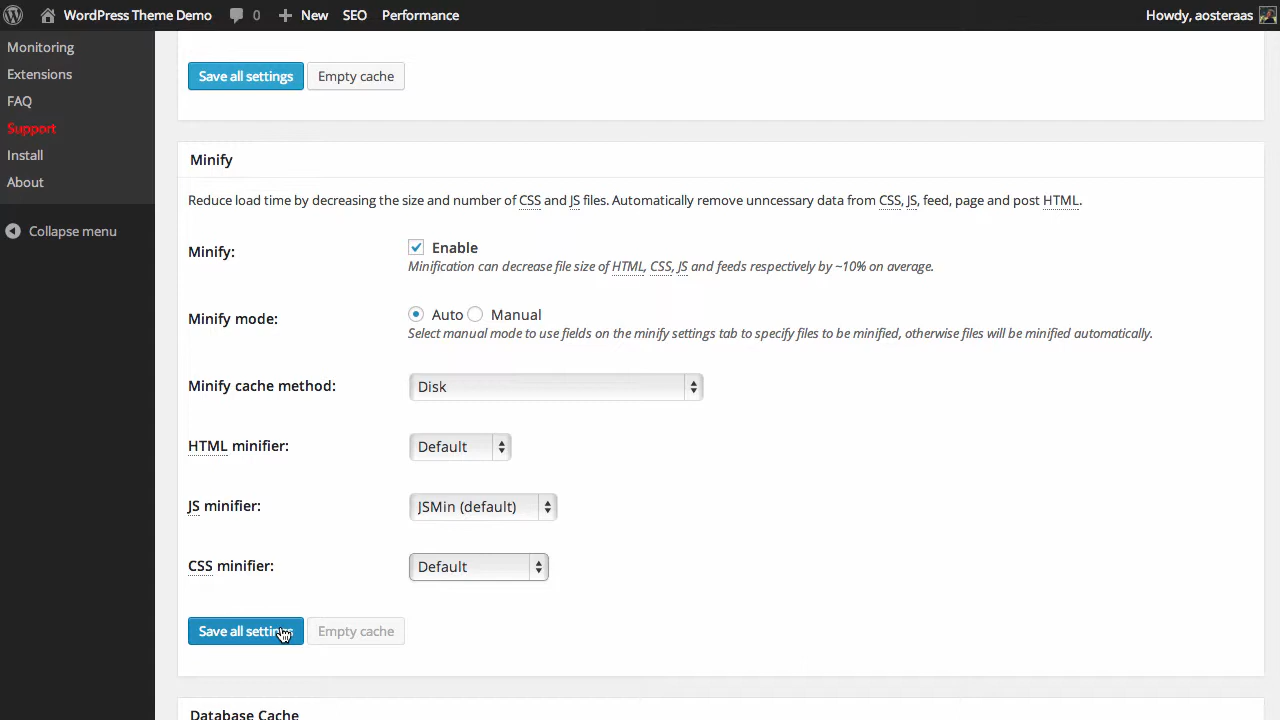 WordPress Theme Demo 0 New SEO Performance Howdy, aosteraas
Monitoring
Extensions
FAQ
Support
Install
About
Collapse menu
Save all settings Empty cache
Minify
Reduce load time by decreasing the size and number of CSS and JS files. Automatically remove unncessary data from CSS, JS, feed, page and post HTML.
Minify: Enable
Minification can decrease file size of HTML, CSS, JS and feeds respectively by ~10% on average.
Minify mode: Auto Manual
Select manual mode to use fields on the minify settings tab to specify files to be minified, otherwise files will be minified automatically.
Minify cache method: Disk
HTML minifier: Default
JS minifier: JSMin (default)
CSS minifier: Default
Save all settings Empty cache
Database Cache